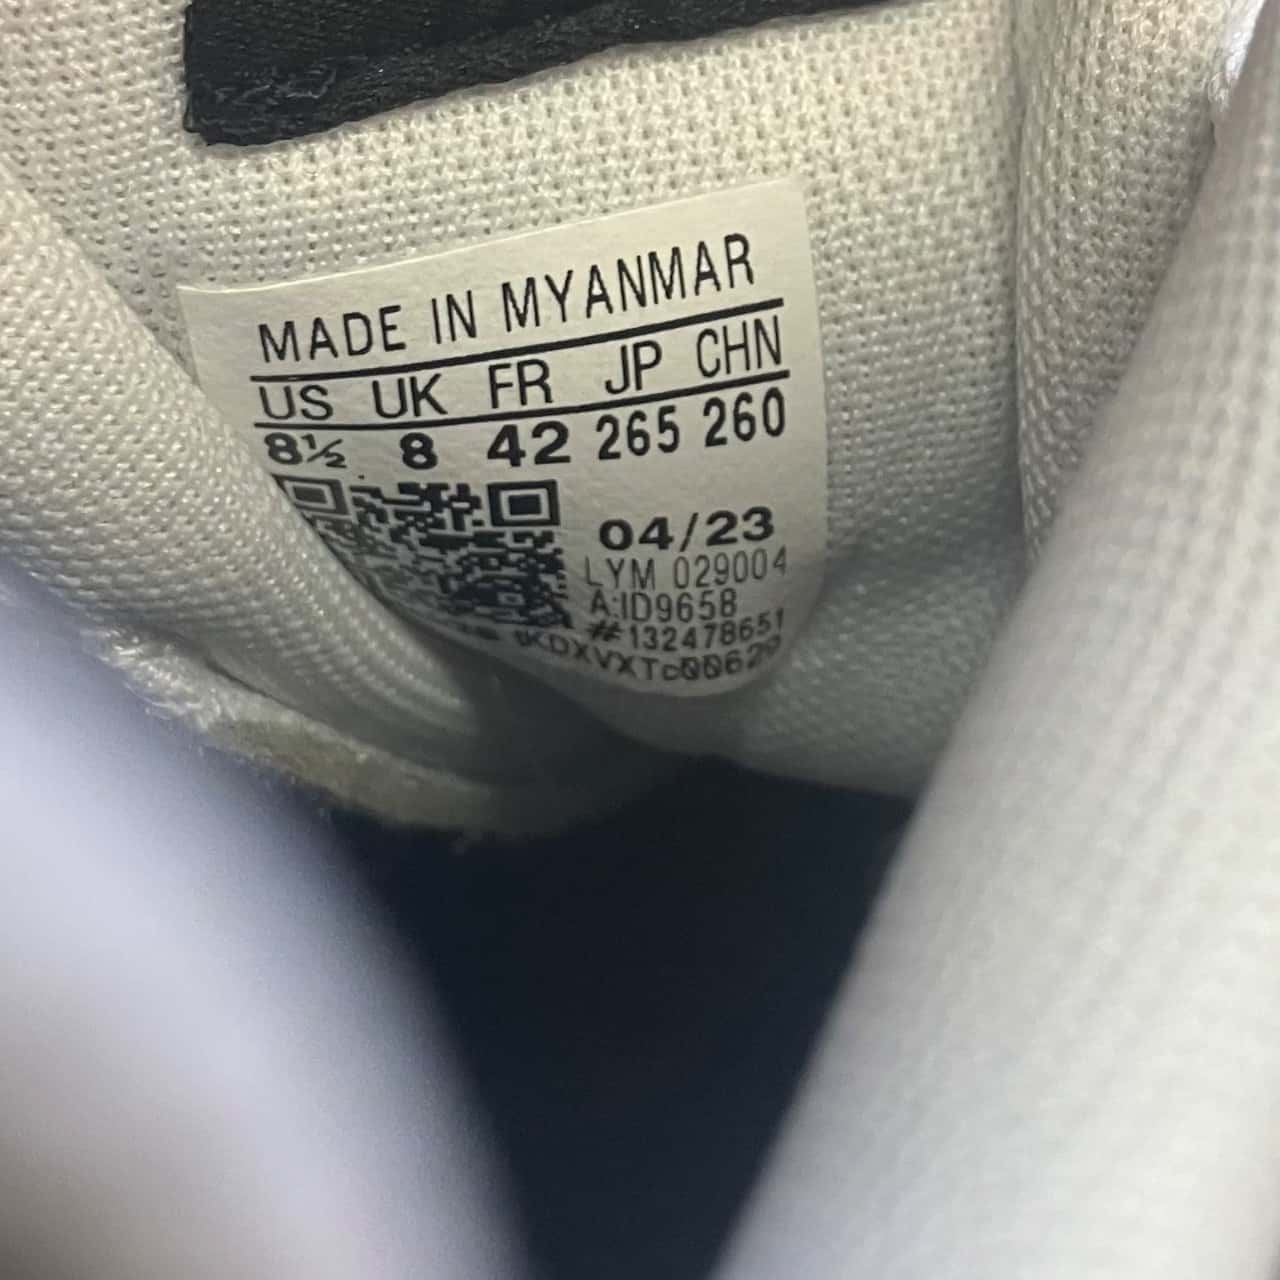 MADE IN MYANMAR
US UK FR JP CHN
8½ 8 42 265 260
04/23
LYM 029004
A:ID9658
#132478651